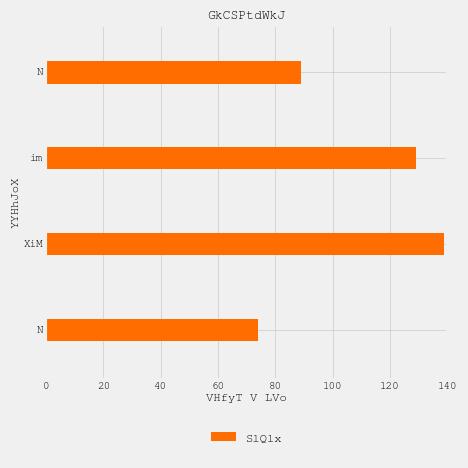 GkCSPtdWkJ
N
im
XiM
N
YYHhJoX
0 20 40 60 80 100 120 140
VHfyT V LVo
SlQlx